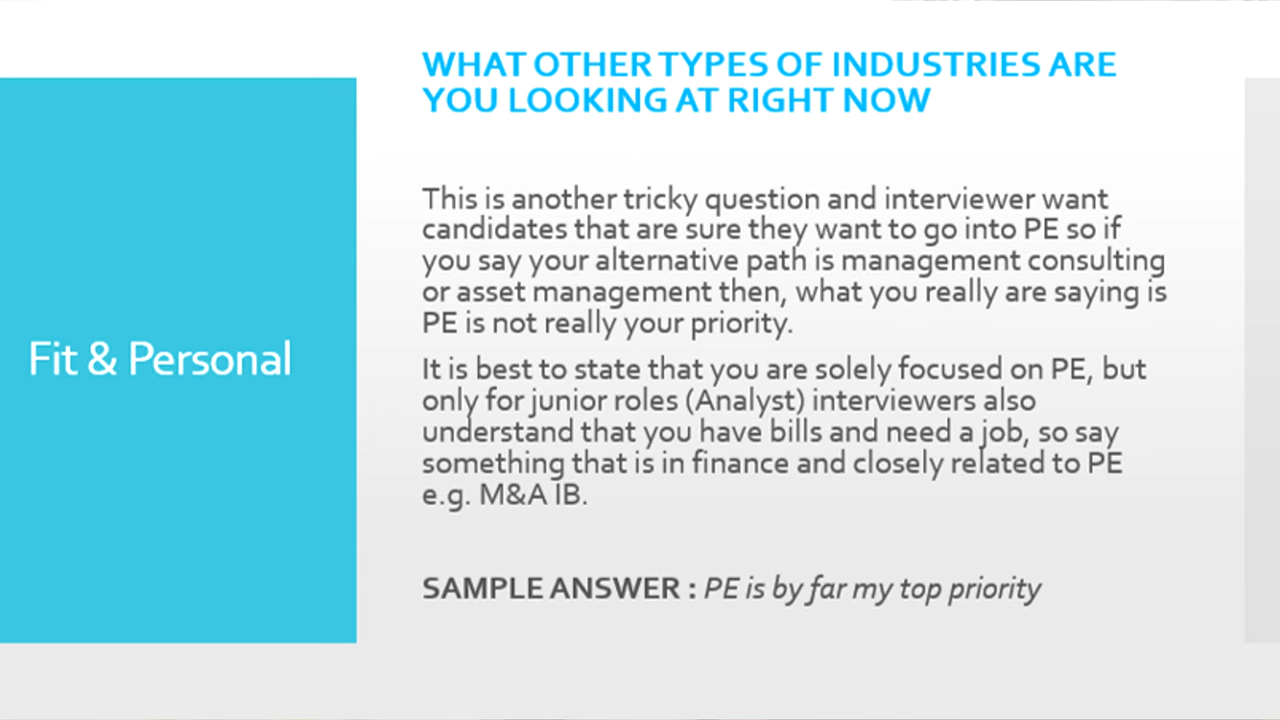 WHAT OTHER TYPES OF INDUSTRIES ARE
YOU LOOKING AT RIGHT NOW
This is another tricky question and interviewer want
candidates that are sure they want to go into PE so if
you say your alternative path is management consulting
or asset management then, what you really are saying is
PE is not really your priority.
It is best to state that you are solely focused on PE, but
only for junior roles (Analyst) interviewers also
understand that you have bills and need a job, so say
something that is in finance and closely related to PE
e.g. M&A IB.
SAMPLE ANSWER : PE is by far my top priority
Fit & Personal